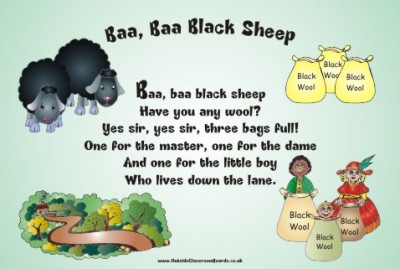 Baa, Baa Black Sheep
Baa, baa black sheep
Have you any wool?
Yes sir, yes sir, three bags full!
One for the master, one for the dame
And one for the little boy
Who lives down the lane.
Black
Wool
Black
Wool
Black
Wool
Black
Wool
Black
Wool
Black
Wool
www.OutsideClassroomBoards.co.uk